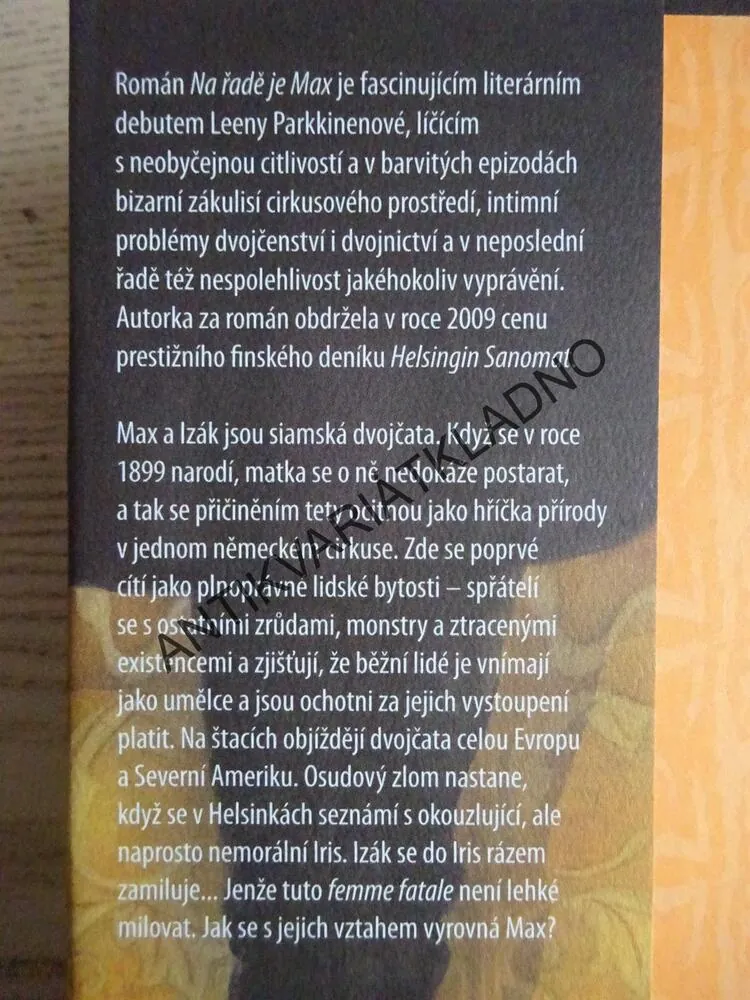 Román Na řadě je Max je fascinujícím literárním
debutem Leeny Parkkinenové, líčícím
s neobyčejnou citlivostí a v barvitých epizodách
bizarní zákulisí cirkusového prostředí, intimní
problémy dvojčenství i dvojnictví a v neposlední
řadě též nespolehlivost jakéhokoliv vyprávění.
Autorka za román obdržela v roce 2009 cenu
prestižního finského deníku Helsingin Sanomat
Max a Izák jsou siamská dvojčata. Když se v roce
1899 narodí, matka se o ně nedokáže postarat,
a tak se přičiněním tety ocitnou jako hříčka přírody
v jednom německém cirkuse. Zde se poprvé
cítí jako plnoprávné lidské bytosti – spřátelí
se s ostatními zrůdami, monstry a ztracenými
existencemi a zjišťují, že běžní lidé je vnímají
jako umělce a jsou ochotni za jejich vystoupení
platit. Na štacích objíždějí dvojčata celou Evropu
a Severní Ameriku. Osudový zlom nastane,
když se v Helsinkách seznámí s okouzlující, ale
naprosto nemorální Iris. Izák se do Iris rázem
zamiluje... Jenže tuto femme fatale není lehké
milovat. Jak se s jejich vztahem vyrovná Max?
ANTIKVARIATKLADNO